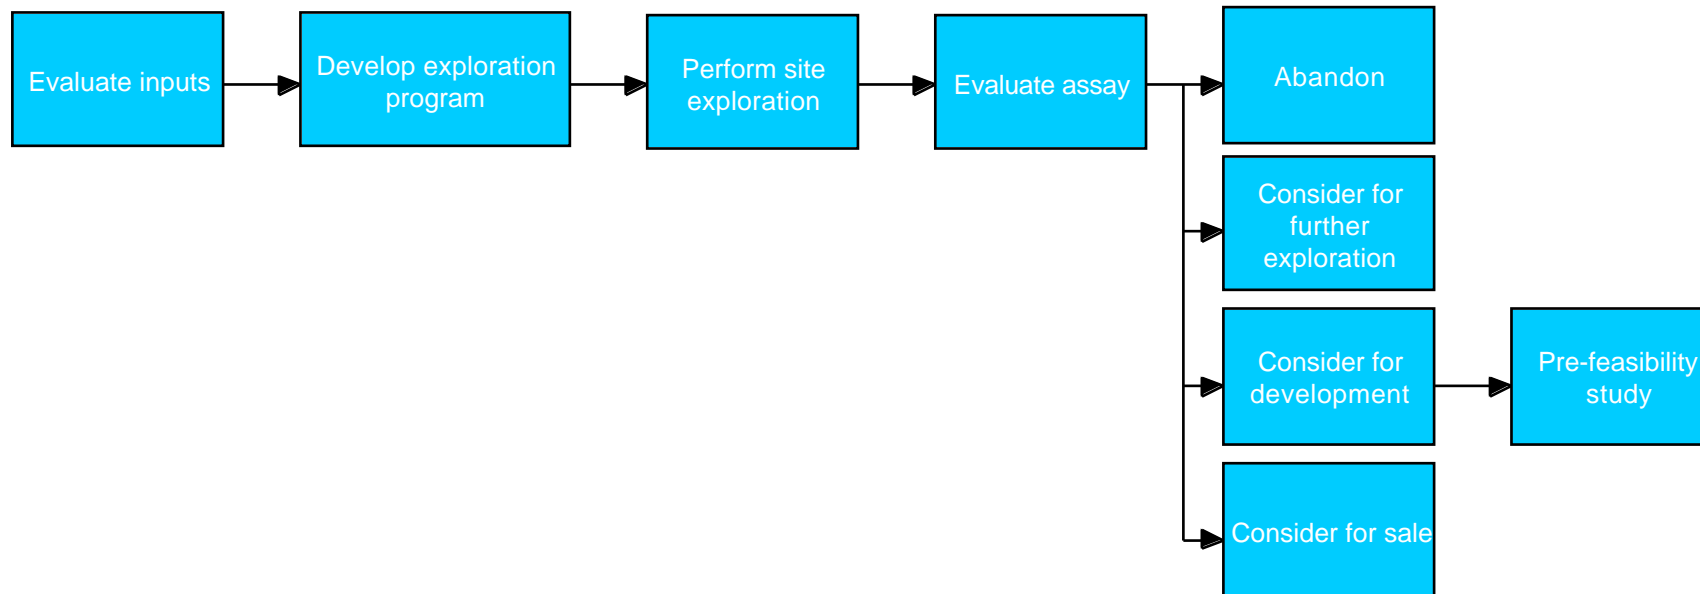 Evaluate inputs
Develop exploration
program
Perform site
exploration
Evaluate assay
Abandon
Consider for
further
exploration
Consider for
development
Pre-feasibility
study
Consider for sale